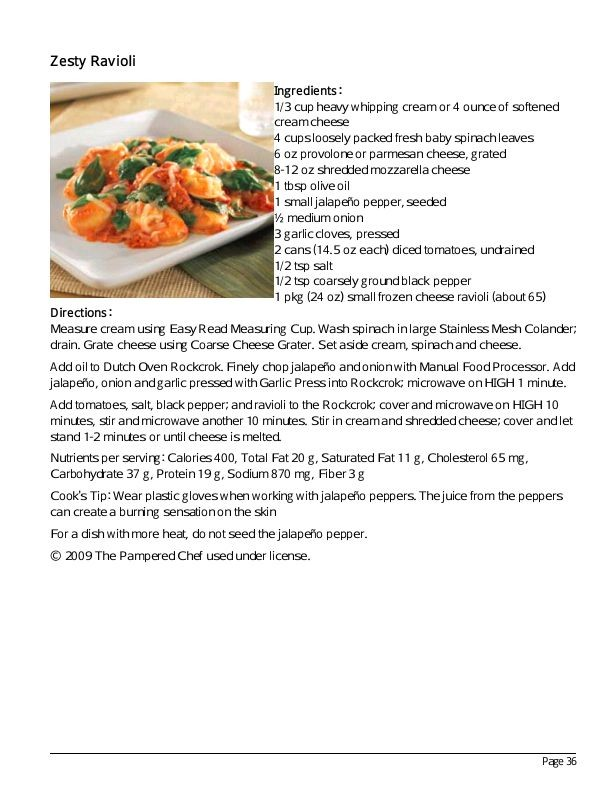 Zesty Ravioli
Ingredients:
1/3 cup heavy whipping cream or 4 ounce of softened
cream cheese
4 cups loosely packed fresh baby spinach leaves
6 oz provolone or parmesan cheese, grated
8-12 oz shredded mozzarella cheese
1 tbsp olive oil
1 small jalapeño pepper, seeded
½ medium onion
3 garlic cloves, pressed
2 cans (14.5 oz each) diced tomatoes, undrained
1/2 tsp salt
1/2 tsp coarsely ground black pepper
1 pkg (24 oz) small frozen cheese ravioli (about 65)
Directions:
Measure cream using Easy Read Measuring Cup. Wash spinach in large Stainless Mesh Colander;
drain. Grate cheese using Coarse Cheese Grater. Set aside cream, spinach and cheese.
Add oil to Dutch Oven Rockcrok. Finely chop jalapeño and onion with Manual Food Processor. Add
jalapeño, onion and garlic pressed with Garlic Press into Rockcrok; microwave on HIGH 1 minute.
Add tomatoes, salt, black pepper; and ravioli to the Rockcrok; cover and microwave on HIGH 10
minutes, stir and microwave another 10 minutes. Stir in cream and shredded cheese; cover and let
stand 1-2 minutes or until cheese is melted.
Nutrients per serving: Calories 400, Total Fat 20 g, Saturated Fat 11 g, Cholesterol 65 mg,
Carbohydrate 37 g, Protein 19 g, Sodium 870 mg, Fiber 3 g
Cook's Tip: Wear plastic gloves when working with jalapeño peppers. The juice from the peppers
can create a burning sensation on the skin
For a dish with more heat, do not seed the jalapeño pepper.
© 2009 The Pampered Chef used under license.
Page 36